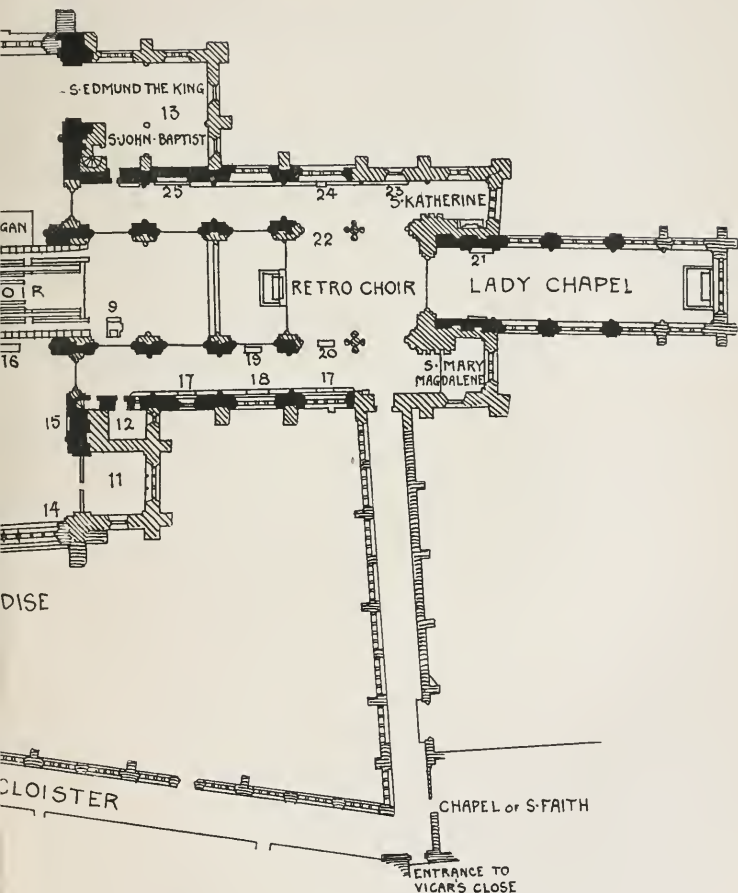 S. EDMUND THE KING
13
S. JOHN-BAPTIST
25
24
23
S. KATHERINE
GAN
22
21
OIR
RETRO CHOIR
LADY CHAPEL
9
16
19
20
S. MARY
MAGDALENE
17
18
17
15
12
11
14
DISE
CLOISTER
CHAPEL OF S. FAITH
ENTRANCE TO
VICAR'S CLOSE